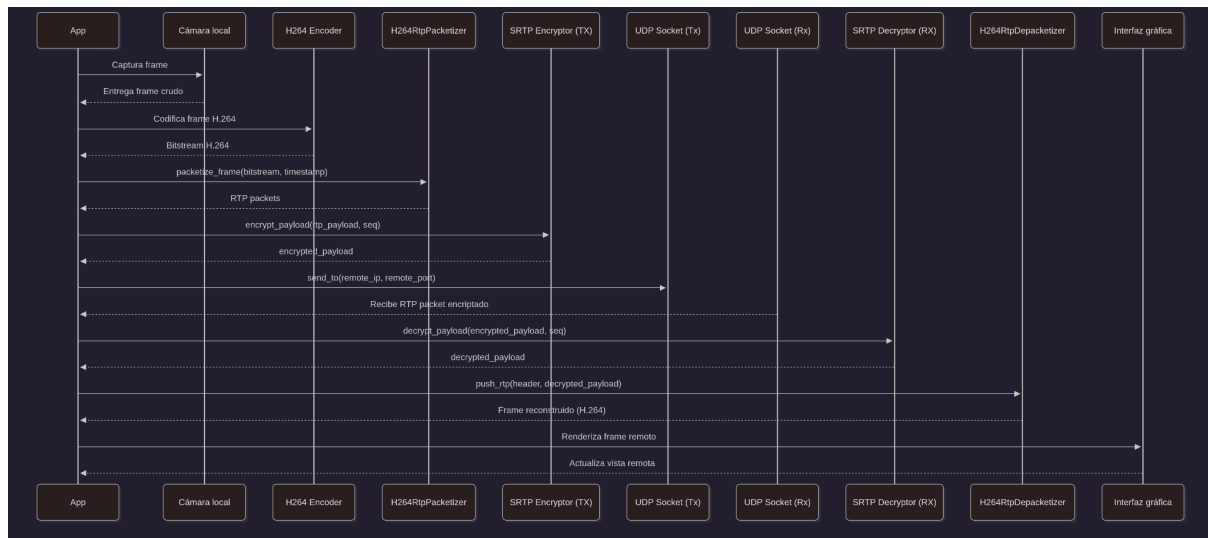 App Cámara local H264 Encoder H264RtpPacketizer SRTP Encryptor (TX) UDP Socket (Tx) UDP Socket (Rx) SRTP Decryptor (RX) H264RtpDepacketizer Interfaz gráfica
Captura frame
Entrega frame crudo
Codifica frame H.264
Bitstream H.264
packetize_frame(bitstream, timestamp)
RTP packets
encrypt_payload(rtp_payload, seq)
encrypted_payload
send_to(remote_ip, remote_port)
Recibe RTP packet encriptado
decrypt_payload(encrypted_payload, seq)
decrypted_payload
push_rtp(header, decrypted_payload)
Frame reconstruido (H.264)
Renderiza frame remoto
Actualiza vista remota
App Cámara local H264 Encoder H264RtpPacketizer SRTP Encryptor (TX) UDP Socket (Tx) UDP Socket (Rx) SRTP Decryptor (RX) H264RtpDepacketizer Interfaz gráfica